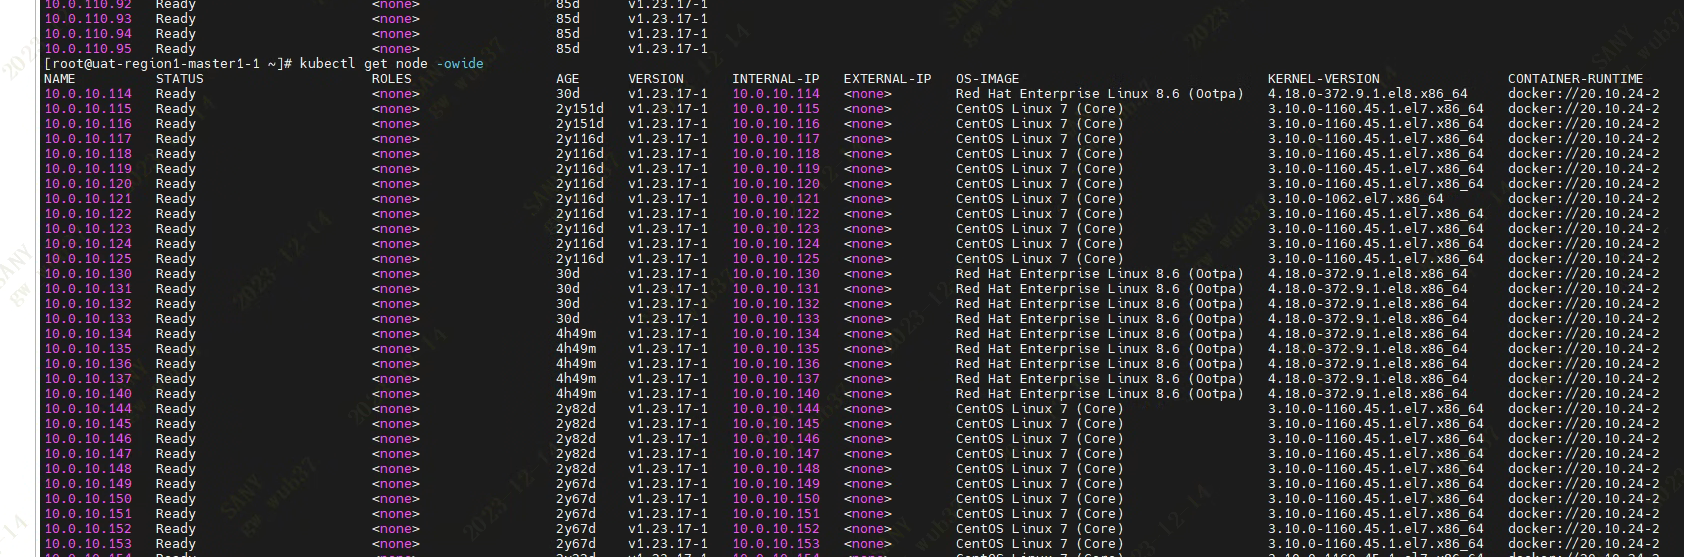 10.0.110.92 Ready <none> 85d v1.23.17-1
10.0.110.93 Ready <none> 85d v1.23.17-1
10.0.110.94 Ready <none> 85d v1.23.17-1
10.0.110.95 Ready <none> 85d v1.23.17-1
[root@uat-region1-master1-1 ~]# kubectl get node -owide
NAME STATUS ROLES AGE VERSION INTERNAL-IP EXTERNAL-IP OS-IMAGE KERNEL-VERSION CONTAINER-RUNTIME
10.0.10.114 Ready <none> 30d v1.23.17-1 10.0.10.114 <none> Red Hat Enterprise Linux 8.6 (Ootpa) 4.18.0-372.9.1.el8.x86_64 docker://20.10.24-2
10.0.10.115 Ready <none> 2y151d v1.23.17-1 10.0.10.115 <none> CentOS Linux 7 (Core) 3.10.0-1160.45.1.el7.x86_64 docker://20.10.24-2
10.0.10.116 Ready <none> 2y151d v1.23.17-1 10.0.10.116 <none> CentOS Linux 7 (Core) 3.10.0-1160.45.1.el7.x86_64 docker://20.10.24-2
10.0.10.117 Ready <none> 2y116d v1.23.17-1 10.0.10.117 <none> CentOS Linux 7 (Core) 3.10.0-1160.45.1.el7.x86_64 docker://20.10.24-2
10.0.10.118 Ready <none> 2y116d v1.23.17-1 10.0.10.118 <none> CentOS Linux 7 (Core) 3.10.0-1160.45.1.el7.x86_64 docker://20.10.24-2
10.0.10.119 Ready <none> 2y116d v1.23.17-1 10.0.10.119 <none> CentOS Linux 7 (Core) 3.10.0-1160.45.1.el7.x86_64 docker://20.10.24-2
10.0.10.120 Ready <none> 2y116d v1.23.17-1 10.0.10.120 <none> CentOS Linux 7 (Core) 3.10.0-1160.45.1.el7.x86_64 docker://20.10.24-2
10.0.10.121 Ready <none> 2y116d v1.23.17-1 10.0.10.121 <none> CentOS Linux 7 (Core) 3.10.0-1062.el7.x86_64 docker://20.10.24-2
10.0.10.122 Ready <none> 2y116d v1.23.17-1 10.0.10.122 <none> CentOS Linux 7 (Core) 3.10.0-1160.45.1.el7.x86_64 docker://20.10.24-2
10.0.10.123 Ready <none> 2y116d v1.23.17-1 10.0.10.123 <none> CentOS Linux 7 (Core) 3.10.0-1160.45.1.el7.x86_64 docker://20.10.24-2
10.0.10.124 Ready <none> 2y116d v1.23.17-1 10.0.10.124 <none> CentOS Linux 7 (Core) 3.10.0-1160.45.1.el7.x86_64 docker://20.10.24-2
10.0.10.125 Ready <none> 2y116d v1.23.17-1 10.0.10.125 <none> CentOS Linux 7 (Core) 3.10.0-1160.45.1.el7.x86_64 docker://20.10.24-2
10.0.10.130 Ready <none> 30d v1.23.17-1 10.0.10.130 <none> Red Hat Enterprise Linux 8.6 (Ootpa) 4.18.0-372.9.1.el8.x86_64 docker://20.10.24-2
10.0.10.131 Ready <none> 30d v1.23.17-1 10.0.10.131 <none> Red Hat Enterprise Linux 8.6 (Ootpa) 4.18.0-372.9.1.el8.x86_64 docker://20.10.24-2
10.0.10.132 Ready <none> 30d v1.23.17-1 10.0.10.132 <none> Red Hat Enterprise Linux 8.6 (Ootpa) 4.18.0-372.9.1.el8.x86_64 docker://20.10.24-2
10.0.10.133 Ready <none> 30d v1.23.17-1 10.0.10.133 <none> Red Hat Enterprise Linux 8.6 (Ootpa) 4.18.0-372.9.1.el8.x86_64 docker://20.10.24-2
10.0.10.134 Ready <none> 4h49m v1.23.17-1 10.0.10.134 <none> Red Hat Enterprise Linux 8.6 (Ootpa) 4.18.0-372.9.1.el8.x86_64 docker://20.10.24-2
10.0.10.135 Ready <none> 4h49m v1.23.17-1 10.0.10.135 <none> Red Hat Enterprise Linux 8.6 (Ootpa) 4.18.0-372.9.1.el8.x86_64 docker://20.10.24-2
10.0.10.136 Ready <none> 4h49m v1.23.17-1 10.0.10.136 <none> Red Hat Enterprise Linux 8.6 (Ootpa) 4.18.0-372.9.1.el8.x86_64 docker://20.10.24-2
10.0.10.137 Ready <none> 4h49m v1.23.17-1 10.0.10.137 <none> Red Hat Enterprise Linux 8.6 (Ootpa) 4.18.0-372.9.1.el8.x86_64 docker://20.10.24-2
10.0.10.140 Ready <none> 4h49m v1.23.17-1 10.0.10.140 <none> Red Hat Enterprise Linux 8.6 (Ootpa) 4.18.0-372.9.1.el8.x86_64 docker://20.10.24-2
10.0.10.144 Ready <none> 2y82d v1.23.17-1 10.0.10.144 <none> CentOS Linux 7 (Core) 3.10.0-1160.45.1.el7.x86_64 docker://20.10.24-2
10.0.10.145 Ready <none> 2y82d v1.23.17-1 10.0.10.145 <none> CentOS Linux 7 (Core) 3.10.0-1160.45.1.el7.x86_64 docker://20.10.24-2
10.0.10.146 Ready <none> 2y82d v1.23.17-1 10.0.10.146 <none> CentOS Linux 7 (Core) 3.10.0-1160.45.1.el7.x86_64 docker://20.10.24-2
10.0.10.147 Ready <none> 2y82d v1.23.17-1 10.0.10.147 <none> CentOS Linux 7 (Core) 3.10.0-1160.45.1.el7.x86_64 docker://20.10.24-2
10.0.10.148 Ready <none> 2y82d v1.23.17-1 10.0.10.148 <none> CentOS Linux 7 (Core) 3.10.0-1160.45.1.el7.x86_64 docker://20.10.24-2
10.0.10.149 Ready <none> 2y67d v1.23.17-1 10.0.10.149 <none> CentOS Linux 7 (Core) 3.10.0-1160.45.1.el7.x86_64 docker://20.10.24-2
10.0.10.150 Ready <none> 2y67d v1.23.17-1 10.0.10.150 <none> CentOS Linux 7 (Core) 3.10.0-1160.45.1.el7.x86_64 docker://20.10.24-2
10.0.10.151 Ready <none> 2y67d v1.23.17-1 10.0.10.151 <none> CentOS Linux 7 (Core) 3.10.0-1160.45.1.el7.x86_64 docker://20.10.24-2
10.0.10.152 Ready <none> 2y67d v1.23.17-1 10.0.10.152 <none> CentOS Linux 7 (Core) 3.10.0-1160.45.1.el7.x86_64 docker://20.10.24-2
10.0.10.153 Ready <none> 2y67d v1.23.17-1 10.0.10.153 <none> CentOS Linux 7 (Core) 3.10.0-1160.45.1.el7.x86_64 docker://20.10.24-2
SANY
gw_wub37
2023-12-14